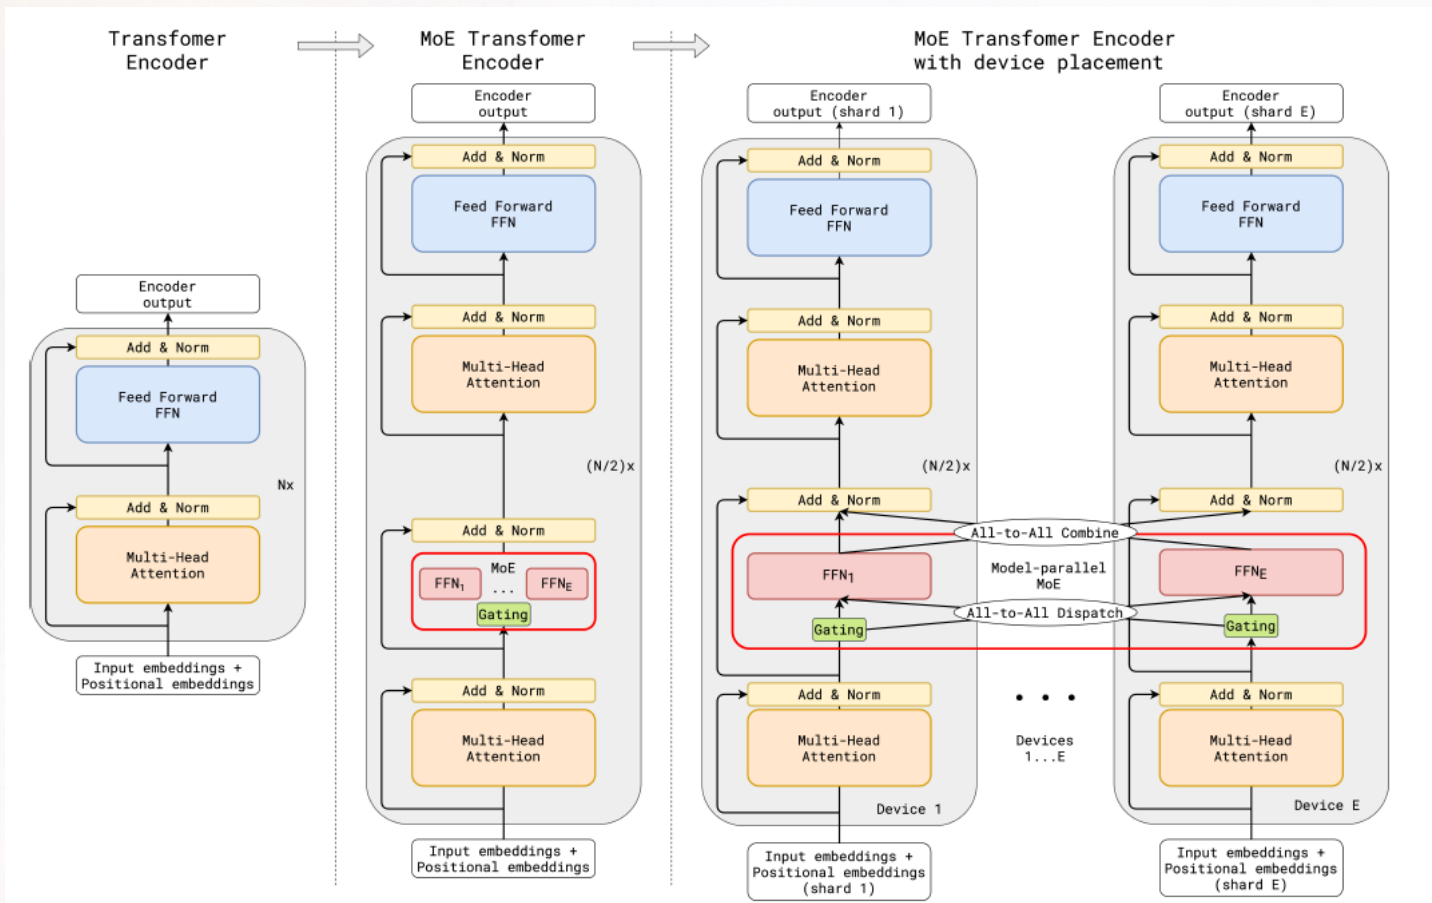 Transfomer
Encoder
MoE Transfomer
Encoder
MoE Transfomer Encoder
with device placement
Encoder
output
Add & Norm
Feed Forward
FFN
Add & Norm
Multi-Head
Attention
Nx
Input embeddings +
Positional embeddings
Encoder
output
Add & Norm
Feed Forward
FFN
Add & Norm
Multi-Head
Attention
(N/2)x
Add & Norm
MoE
FFN1
...
FFNE
Gating
Add & Norm
Multi-Head
Attention
Input embeddings +
Positional embeddings
Encoder
output (shard 1)
Add & Norm
Feed Forward
FFN
Add & Norm
Multi-Head
Attention
(N/2)x
Add & Norm
All-to-All Combine
FFN1
Model-parallel
MoE
All-to-All Dispatch
Gating
Add & Norm
Multi-Head
Attention
Device 1
Input embeddings +
Positional embeddings
(shard 1)
Devices
1...E
Encoder
output (shard E)
Add & Norm
Feed Forward
FFN
Add & Norm
Multi-Head
Attention
(N/2)x
Add & Norm
FFNE
Gating
Add & Norm
Multi-Head
Attention
Device E
Input embeddings +
Positional embeddings
(shard E)